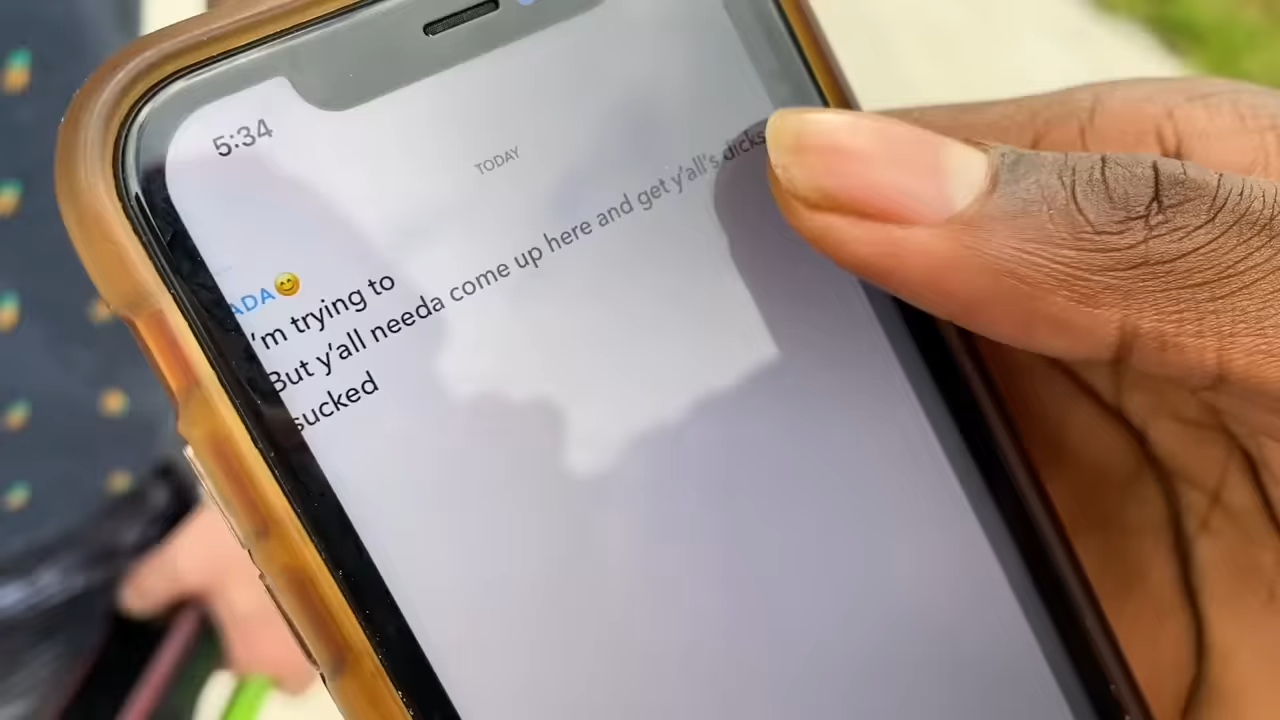 5:34
TODAY
ADA😊
I'm trying to
But y'all needa come up here and get y'all's dicks
sucked